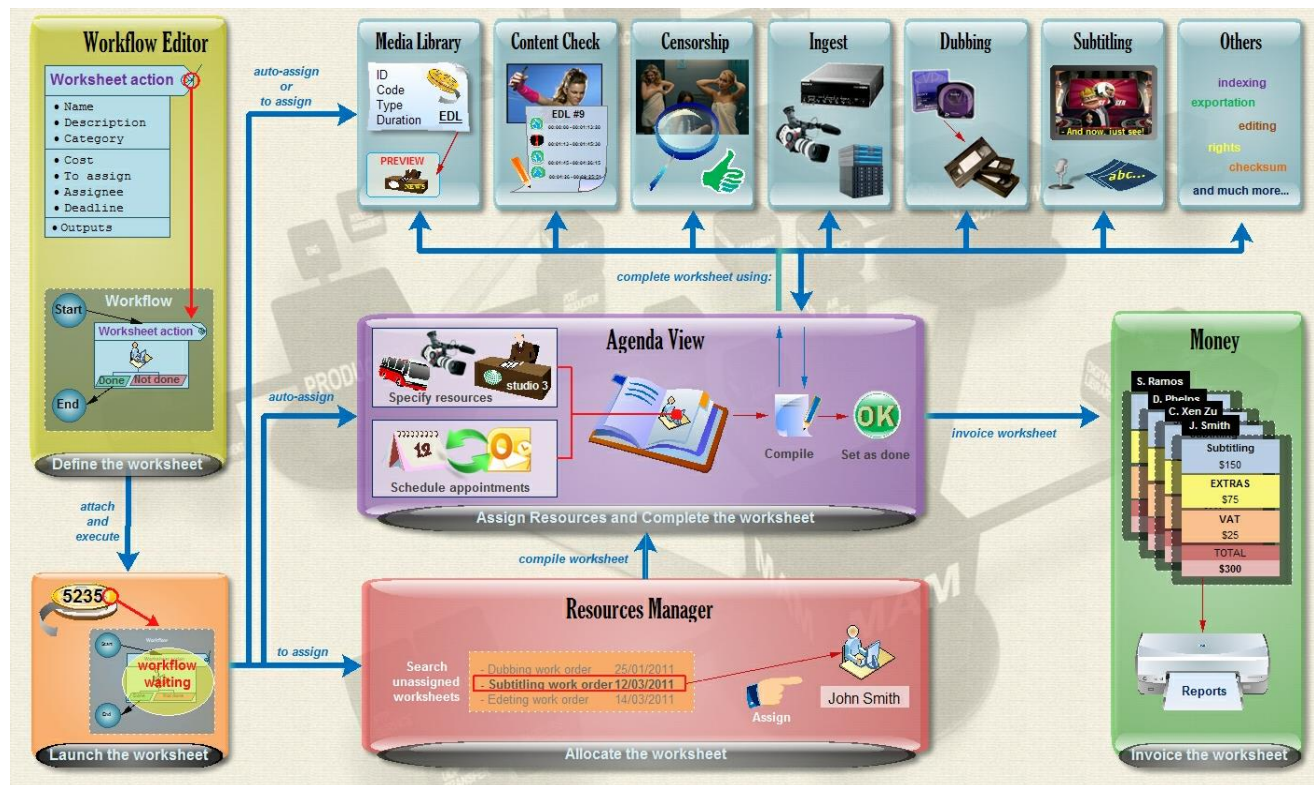 Workflow Editor
Worksheet action
• Name
• Description
• Category
• Cost
• To assign
• Assignee
• Deadline
• Outputs
Workflow
Start
Worksheet action
Done
Not done
End
Define the worksheet
attach
and
execute
5235
Workflow
Start
workflow
waiting
End
Launch the worksheet
auto-assign
or
to assign
auto-assign
to assign
Media Library
ID
Code
Type
Duration
EDL
PREVIEW
NEWS
Content Check
EDL #9
Censorship
Ingest
Dubbing
Subtitling
- And now, just see!
abc...
Others
indexing
exportation
editing
rights
checksum
and much more...
complete worksheet using:
Agenda View
studio 3
Specify resources
12
Schedule appointments
Compile
OK
Set as done
Assign Resources and Complete the worksheet
compile worksheet
invoice worksheet
Resources Manager
Search
unassigned
worksheets
- Dubbing work order 25/01/2011
- Subtitling work order 12/03/2011
- Edeting work order 14/03/2011
Assign
John Smith
Allocate the worksheet
Money
S. Ramos
D. Phelps
C. Xen Zu
J. Smith
Subtitling
$150
EXTRAS
$75
VAT
$25
TOTAL
$300
Reports
Invoice the worksheet